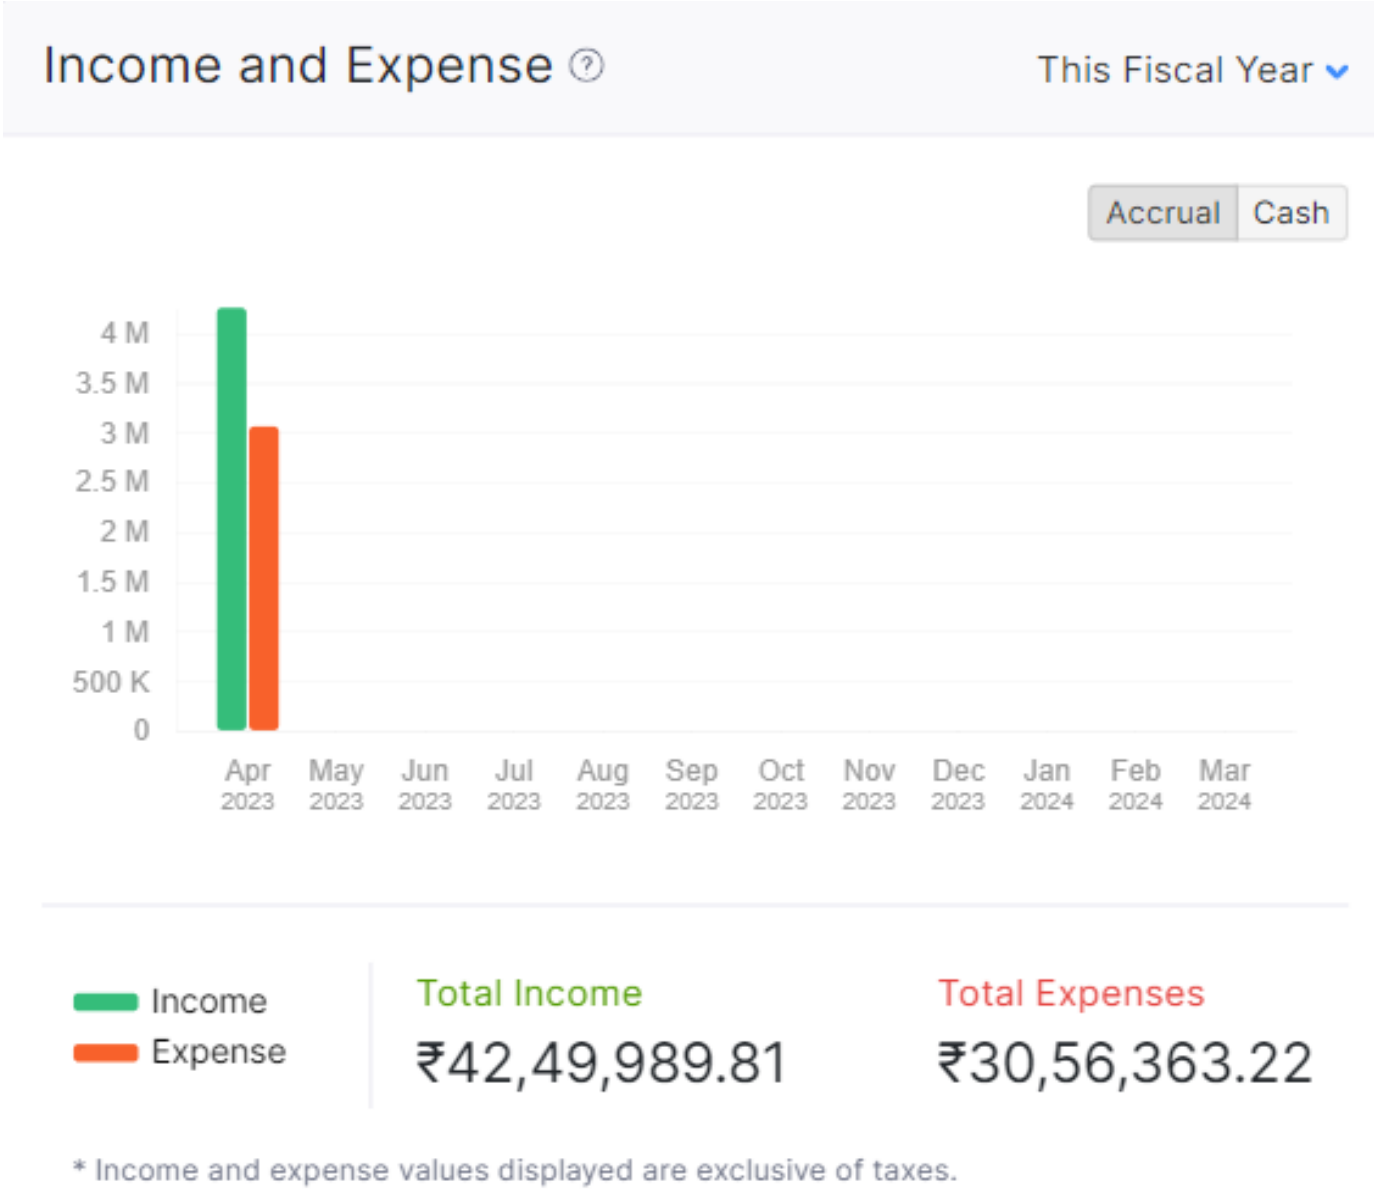 Income and Expense ?
This Fiscal Year
Accrual Cash
4 M
3.5 M
3 M
2.5 M
2 M
1.5 M
1 M
500 K
0
Apr May Jun Jul Aug Sep Oct Nov Dec Jan Feb Mar
2023 2023 2023 2023 2023 2023 2023 2023 2023 2024 2024 2024
Income
Expense
Total Income
₹42,49,989.81
Total Expenses
₹30,56,363.22
* Income and expense values displayed are exclusive of taxes.